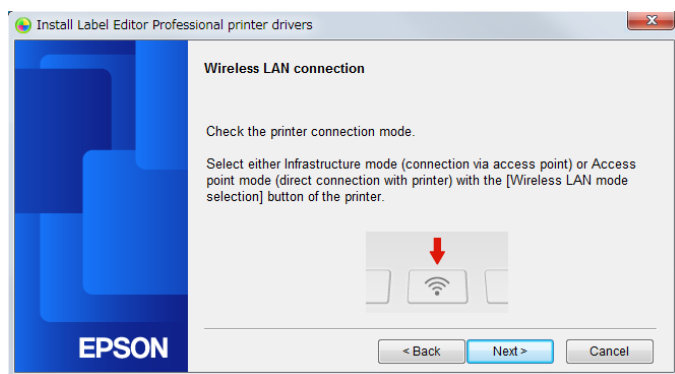 Install Label Editor Professional printer drivers
Wireless LAN connection
Check the printer connection mode.
Select either Infrastructure mode (connection via access point) or Access
point mode (direct connection with printer) with the [Wireless LAN mode
selection] button of the printer.
EPSON
< Back
Next >
Cancel